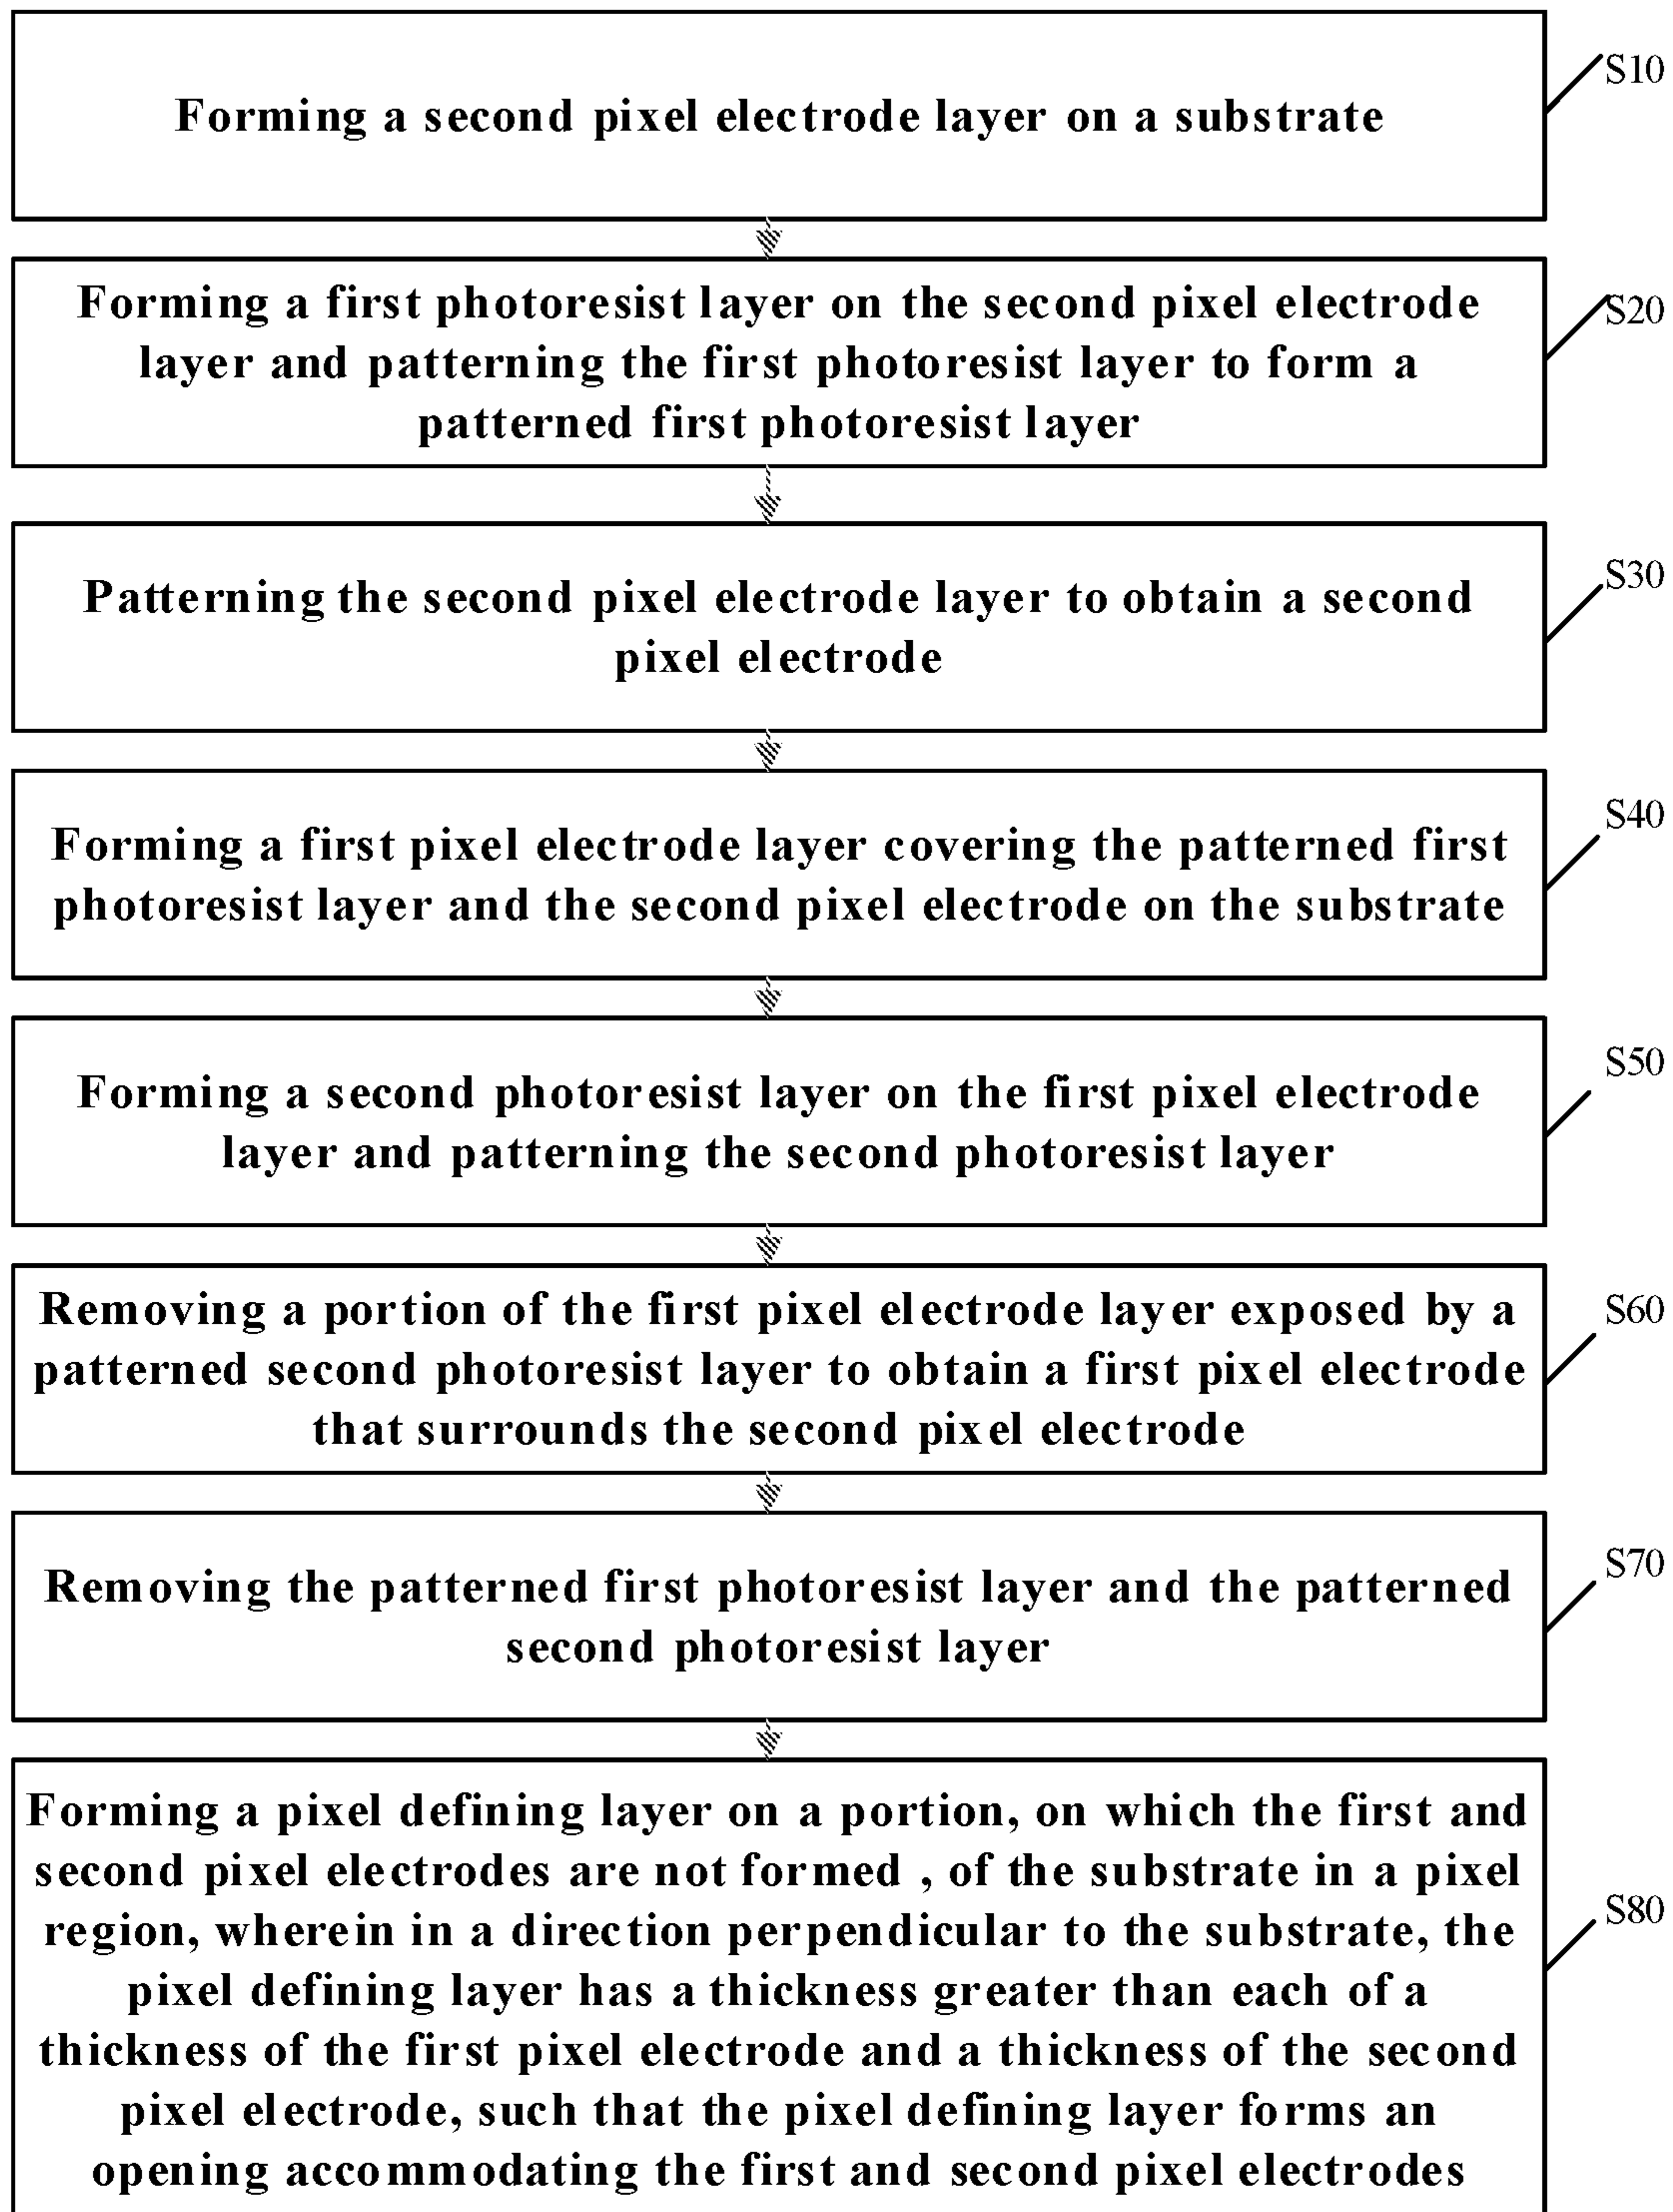 S10
Forming a second pixel electrode layer on a substrate
S20
Forming a first photoresist layer on the second pixel electrode
layer and patterning the first photoresist layer to form a
patterned first photoresist layer
S30
Patterning the second pixel electrode layer to obtain a second
pixel electrode
S40
Forming a first pixel electrode layer covering the patterned first
photoresist layer and the second pixel electrode on the substrate
S50
Forming a second photoresist layer on the first pixel electrode
layer and patterning the second photoresist layer
S60
Removing a portion of the first pixel electrode layer exposed by a
patterned second photoresist layer to obtain a first pixel electrode
that surrounds the second pixel electrode
S70
Removing the patterned first photoresist layer and the patterned
second photoresist layer
S80
Forming a pixel defining layer on a portion, on which the first and
second pixel electrodes are not formed , of the substrate in a pixel
region, wherein in a direction perpendicular to the substrate, the
pixel defining layer has a thickness greater than each of a
thickness of the first pixel electrode and a thickness of the second
pixel electrode, such that the pixel defining layer forms an
opening accommodating the first and second pixel electrodes